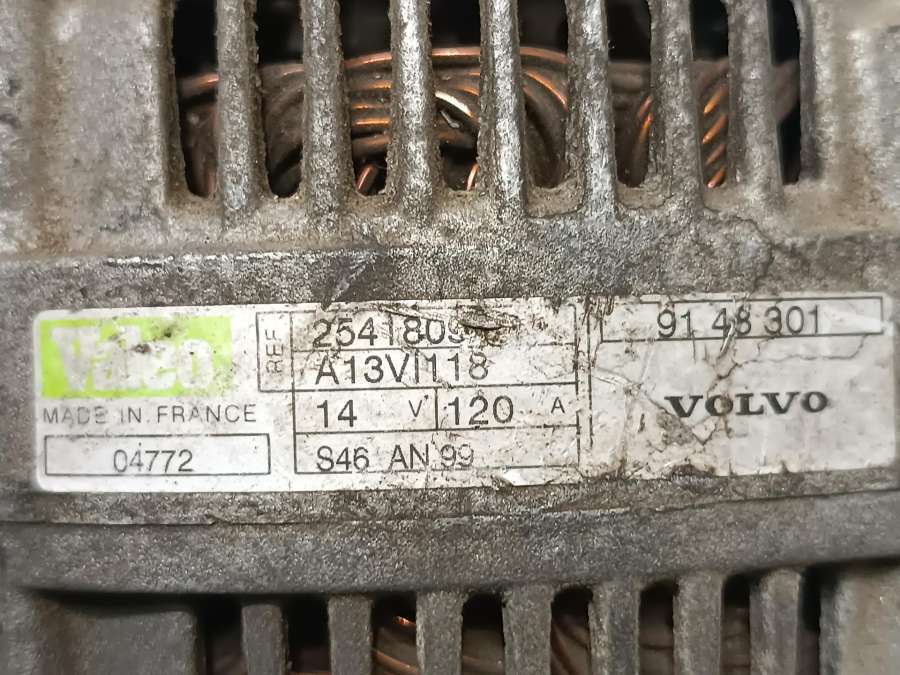 Valeo
MADE IN FRANCE
04772
REF
2541809
A13VI118
14 V 120 A
S46 AN 99
91 48 301
VOLVO